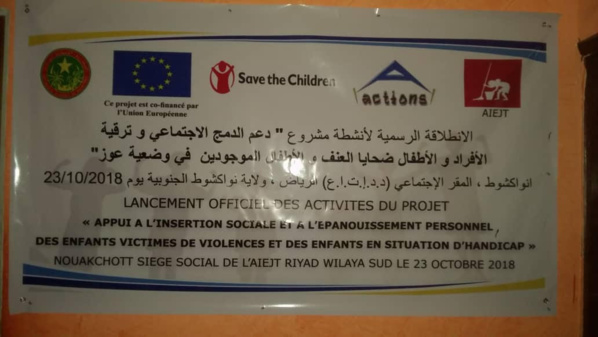 Save the Children
actions
AIEJT
Ce projet est co-financé par
l'Union Européenne
الانطلاقة الرسمية لأنشطة مشروع " دعم الدمج الاجتماعي و ترقية
الأفراد و الأطفال ضحايا العنف و الأطفال الموجودين في وضعية عوز"
انواكشوط ، المقر الإجتماعي (د.د.إ.ت.ا.ع) الرياض، ولاية نواكشوط الجنوبية يوم 23/10/2018
LANCEMENT OFFICIEL DES ACTIVITES DU PROJET
« APPUI A L'INSERTION SOCIALE ET A L'EPANOUISSEMENT PERSONNEL,
DES ENFANTS VICTIMES DE VIOLENCES ET DES ENFANTS EN SITUATION D'HANDICAP »
NOUAKCHOTT SIEGE SOCIAL DE L'AIEJT RIYAD WILAYA SUD LE 23 OCTOBRE 2018